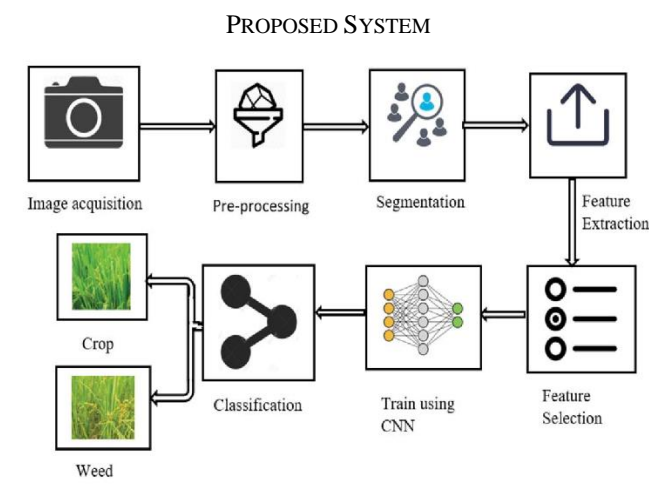 PROPOSED SYSTEM
Image acquisition
Pre-processing
Segmentation
Feature
Extraction
Crop
Classification
Train using
CNN
Feature
Selection
Weed